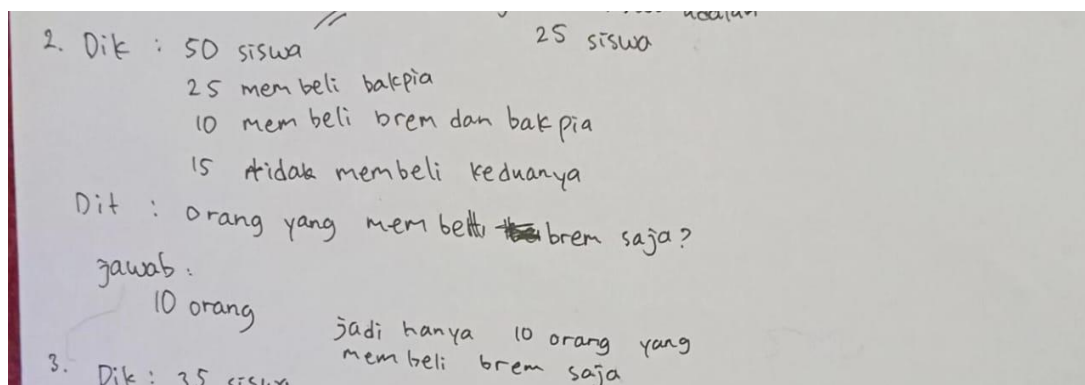 2. Dik : 50 siswa
25 siswa
25 membeli bakpia
10 membeli brem dan bakpia
15 tidak membeli keduanya
Dit : orang yang membeli brem saja?
Jawab :
10 orang
jadi hanya 10 orang yang
membeli brem saja
3. Dik : 35 siswa